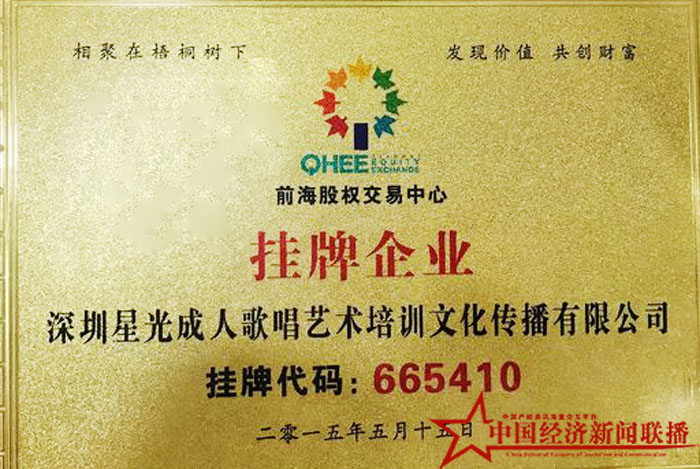 相聚在梧桐树下
发现价值 共创财富
QHEE EQUITY EXCHANGE
前海股权交易中心
挂牌企业
深圳星光成人歌唱艺术培训文化传播有限公司
挂牌代码：665410
二零一五年五月十五日
中国经济新闻联播